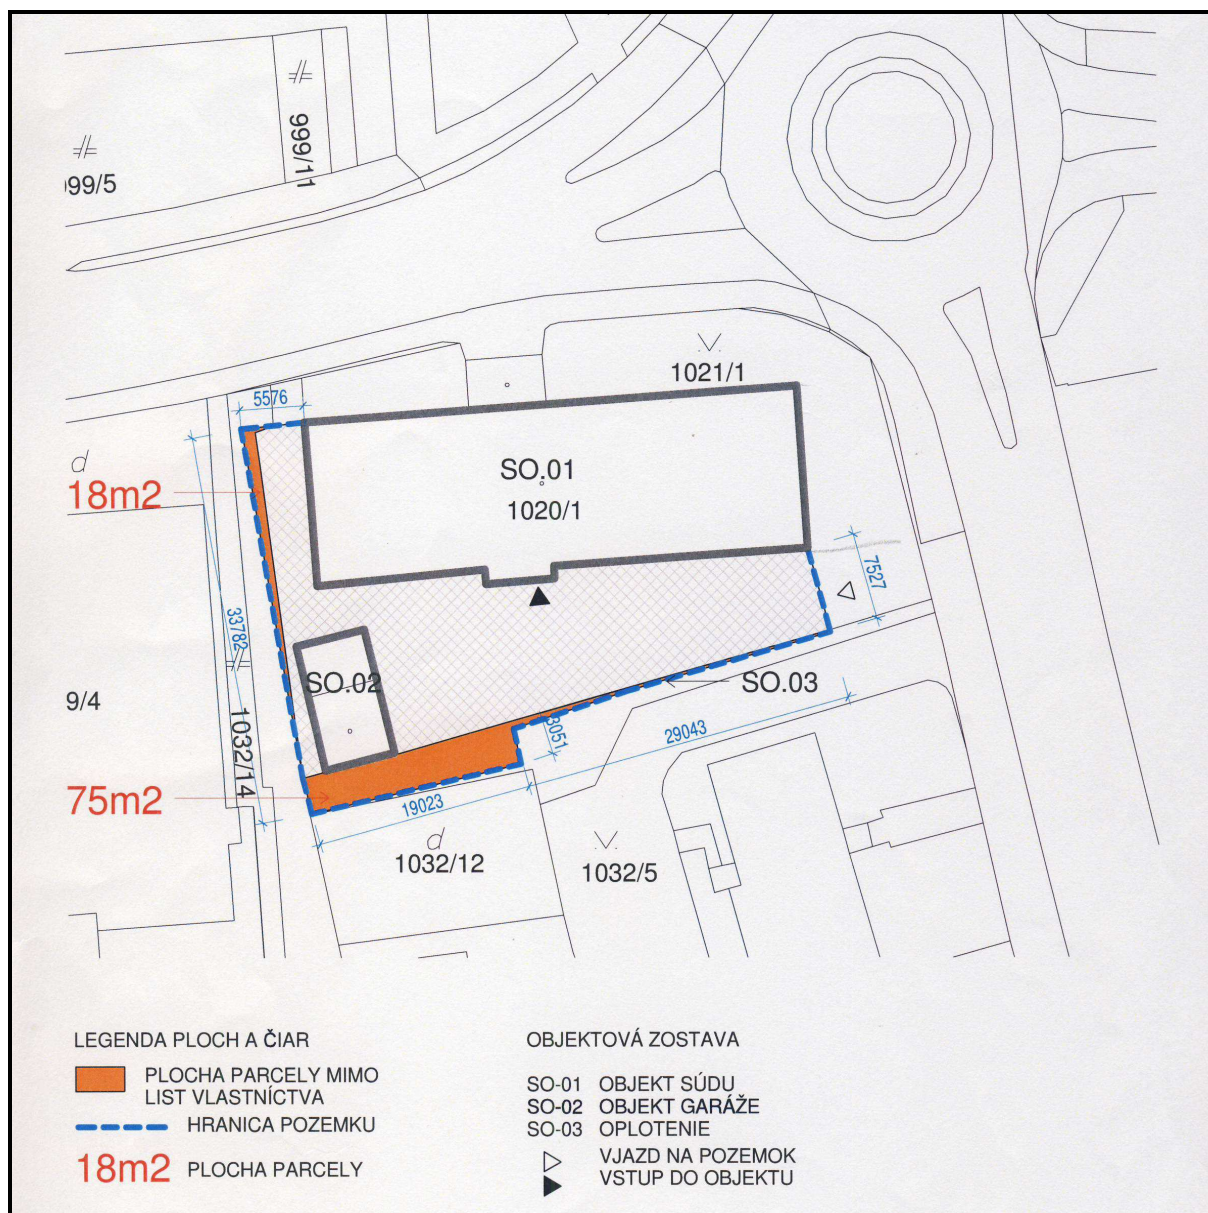 999/11
999/5
5576
1021/1
d
18m2
SO.01
1020/1
7527
33782
SO.02
SO.03
9/4
1032/14
3051
29043
75m2
19023
d
1032/12
1032/5
LEGENDA PLOCH A ČIAR
PLOCHA PARCELY MIMO
LIST VLASTNÍCTVA
HRANICA POZEMKU
18m2 PLOCHA PARCELY
OBJEKTOVÁ ZOSTAVA
SO-01 OBJEKT SÚDU
SO-02 OBJEKT GARÁŽE
SO-03 OPLOTENIE
VJAZD NA POZEMOK
VSTUP DO OBJEKTU